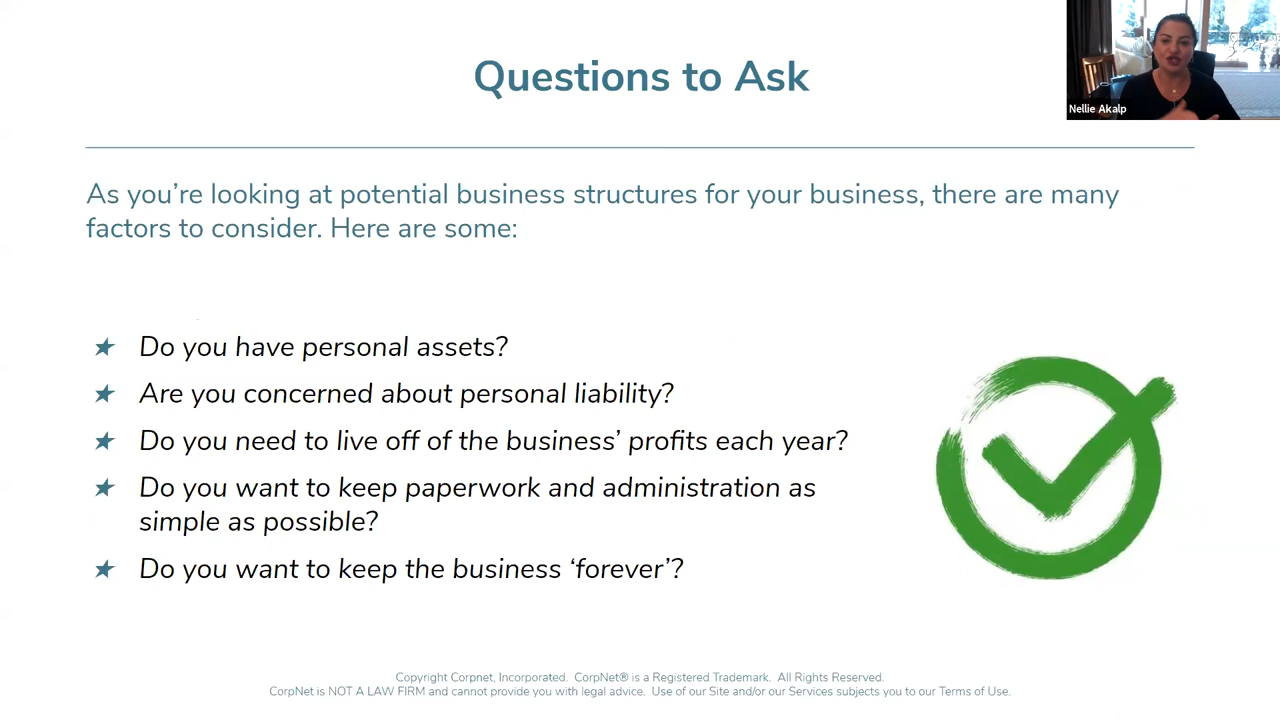 Questions to Ask
Nellie Akalp
As you’re looking at potential business structures for your business, there are many
factors to consider. Here are some:
Do you have personal assets?
Are you concerned about personal liability?
Do you need to live off of the business’ profits each year?
Do you want to keep paperwork and administration as
simple as possible?
Do you want to keep the business ‘forever’?
Copyright Corpnet, Incorporated. CorpNet® is a Registered Trademark. All Rights Reserved.
CorpNet is NOT A LAW FIRM and cannot provide you with legal advice. Use of our Site and/or our Services subjects you to our Terms of Use.